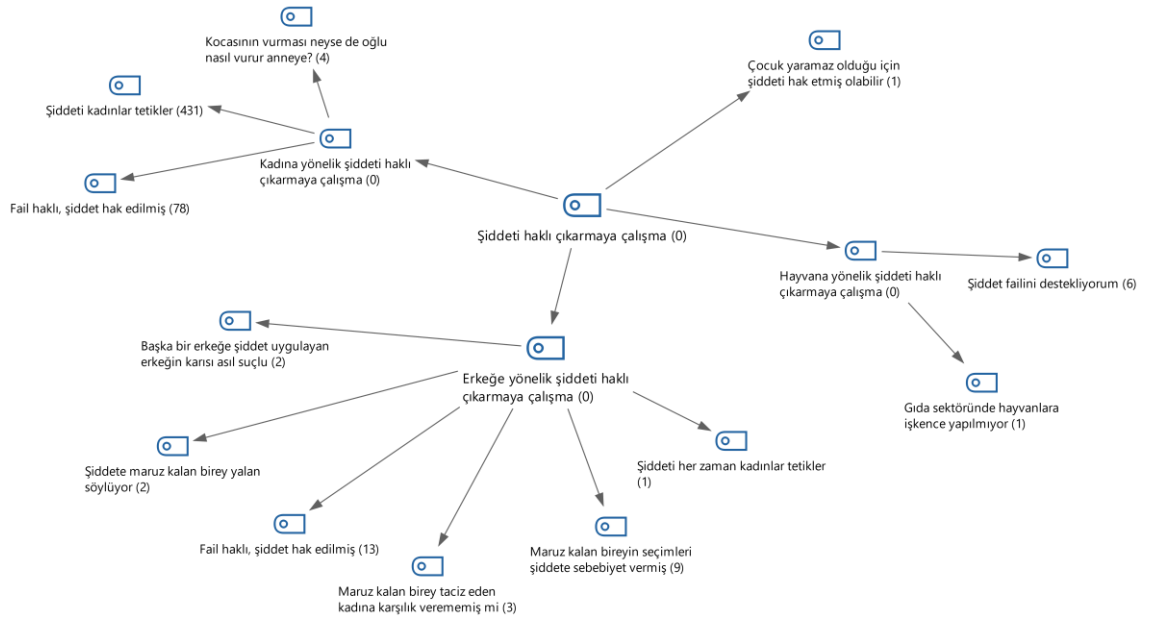 Kocasının vurması neyse de oğlu
nasıl vurur anneye? (4)
Çocuk yaramaz olduğu için
şiddeti hak etmiş olabilir (1)
Şiddeti kadınlar tetikler (431)
Kadına yönelik şiddeti haklı
çıkarmaya çalışma (0)
Fail haklı, şiddet hak edilmiş (78)
Şiddeti haklı çıkarmaya çalışma (0)
Hayvana yönelik şiddeti haklı
çıkarmaya çalışma (0)
Şiddet failini destekliyorum (6)
Başka bir erkeğe şiddet uygulayan
erkeğin karısı asıl suçlu (2)
Erkeğe yönelik şiddeti haklı
çıkarmaya çalışma (0)
Gıda sektöründe hayvanlara
işkence yapılmıyor (1)
Şiddete maruz kalan birey yalan
söylüyor (2)
Şiddeti her zaman kadınlar tetikler
(1)
Fail haklı, şiddet hak edilmiş (13)
Maruz kalan bireyin seçimleri
şiddete sebebiyet vermiş (9)
Maruz kalan birey taciz eden
kadına karşılık verememiş mi (3)